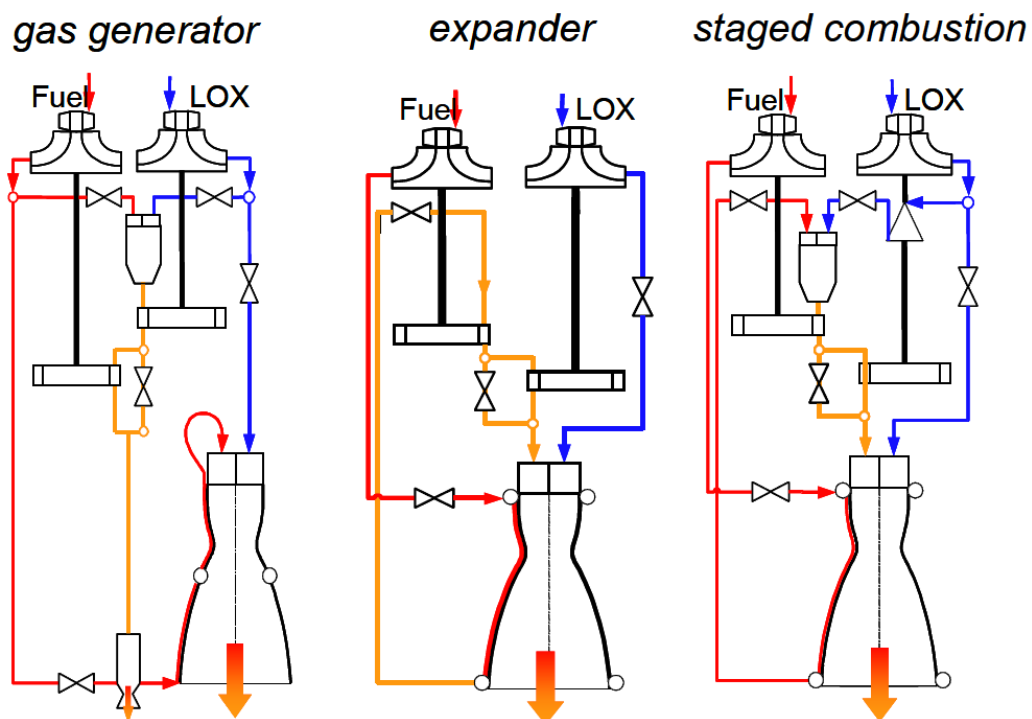 gas generator
expander
staged combustion
Fuel
LOX
Fuel
LOX
Fuel
LOX